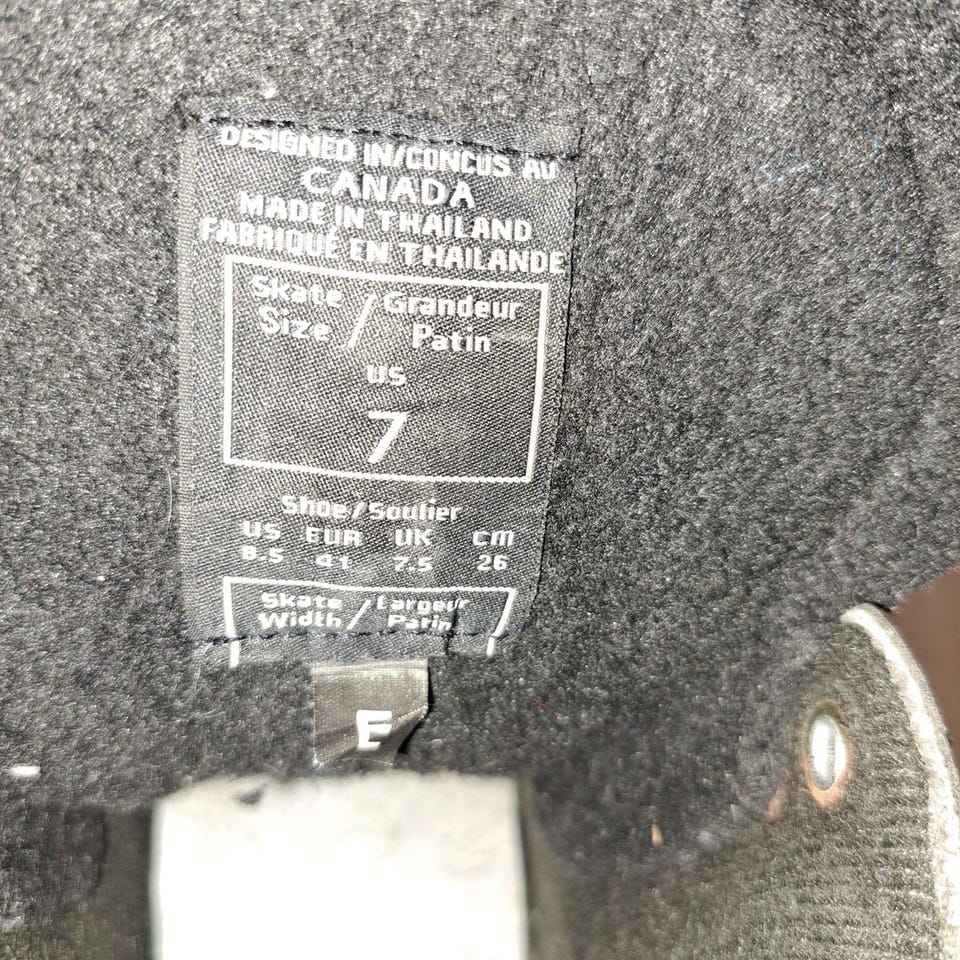 DESIGNED IN/CONCUS AU
CANADA
MADE IN THAILAND
FABRIQUÉ EN THAILANDE
Skate / Grandeur
Size / Patin
US
7
Shoe/Soulier
US EUR UK cm
8.5 41 7.5 26
Skate / Largeur
Width / Patin
E